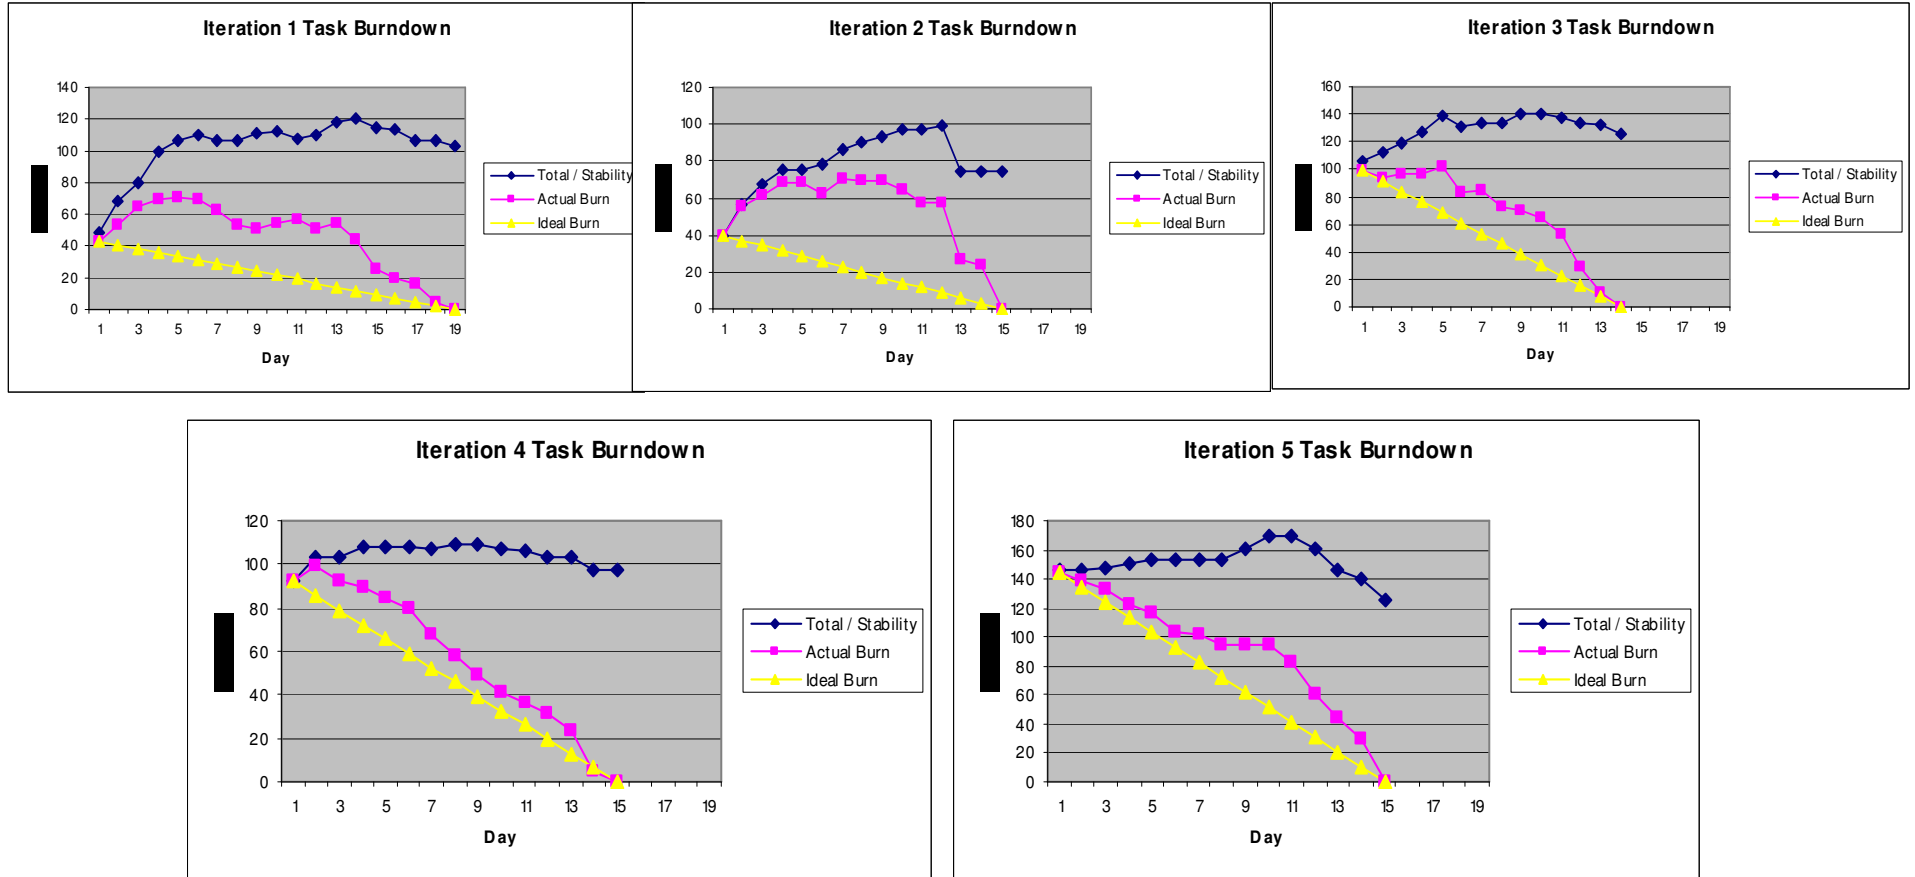 Iteration 1 Task Burndown
140
120
100
80
60
40
20
0
1 3 5 7 9 11 13 15 17 19
Day
Total / Stability
Actual Burn
Ideal Burn
Iteration 2 Task Burndown
120
100
80
60
40
20
0
1 3 5 7 9 11 13 15 17 19
Day
Total / Stability
Actual Burn
Ideal Burn
Iteration 3 Task Burndown
160
140
120
100
80
60
40
20
0
1 3 5 7 9 11 13 15 17 19
Day
Total / Stability
Actual Burn
Ideal Burn
Iteration 4 Task Burndown
120
100
80
60
40
20
0
1 3 5 7 9 11 13 15 17 19
Day
Total / Stability
Actual Burn
Ideal Burn
Iteration 5 Task Burndown
180
160
140
120
100
80
60
40
20
0
1 3 5 7 9 11 13 15 17 19
Day
Total / Stability
Actual Burn
Ideal Burn